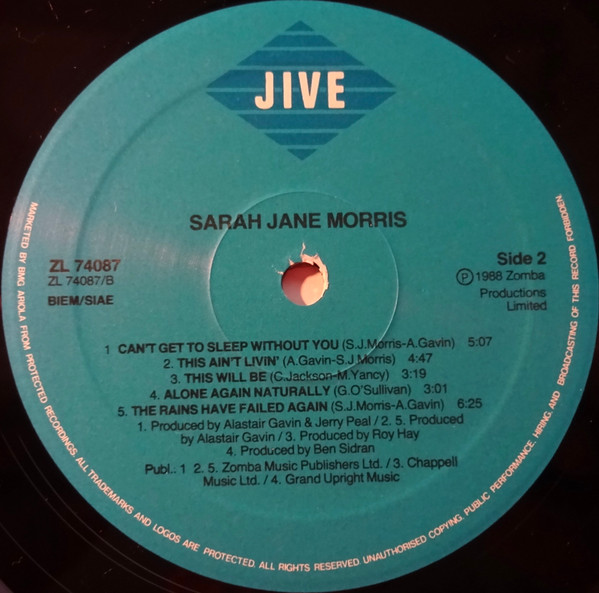 JIVE
SARAH JANE MORRIS
ZL 74087
ZL 74087/B
BIEM/SIAE
Side 2
Ⓟ 1988 Zomba
Productions
Limited
1 CAN'T GET TO SLEEP WITHOUT YOU (S.J.Morris-A.Gavin) 5:07
2. THIS AIN'T LIVIN' (A.Gavin-S.J.Morris) 4:47
3. THIS WILL BE (C.Jackson-M.Yancy) 3:19
4. ALONE AGAIN NATURALLY (G.O'Sullivan) 3:01
5. THE RAINS HAVE FAILED AGAIN (S.J.Morris-A.Gavin) 6:25
1. Produced by Alastair Gavin & Jerry Peal / 2. 5. Produced
by Alastair Gavin / 3. Produced by Roy Hay
4. Produced by Ben Sidran
Publ.. 1 2. 5. Zomba Music Publishers Ltd. / 3. Chappell
Music Ltd. / 4. Grand Upright Music
MARKETED BY BMG ARIOLA FROM PROTECTED RECORDINGS. ALL TRADEMARKS AND LOGOS ARE PROTECTED. ALL RIGHTS RESERVED. UNAUTHORISED COPYING, PUBLIC PERFORMANCE, HIRING, AND BROADCASTING OF THIS RECORD FORBIDDEN.